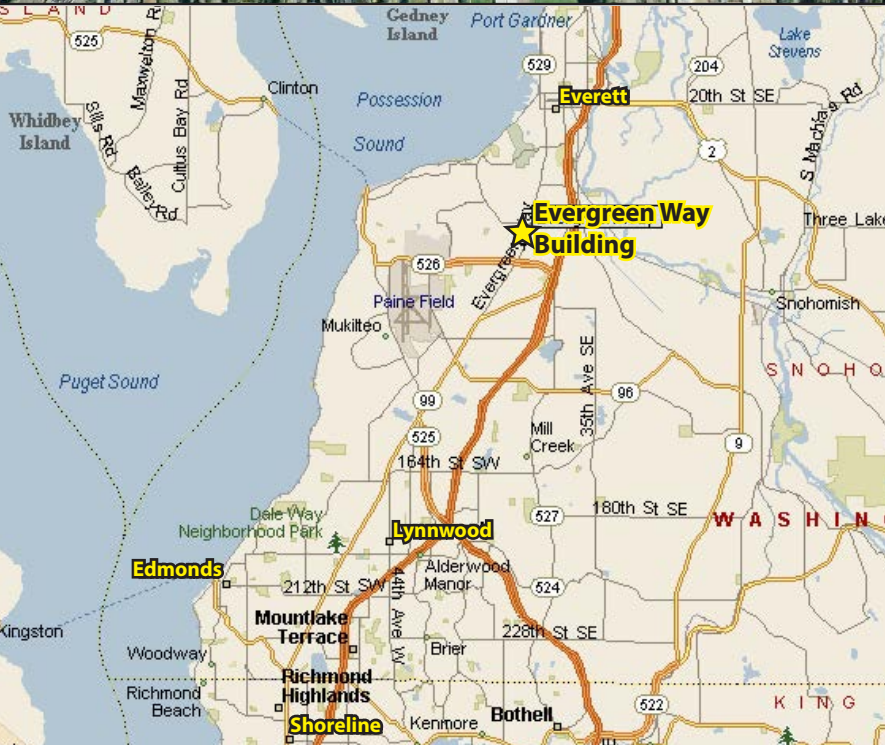 S L A N D
525
Maxwelton Rd
Gedney
Island
Port Gardner
529
204
Lake
Stevens
Clinton
Possession
Sound
Everett
20th St SE
Whidbey
Island
Sills Rd
Cultus Bay Rd
Bailey Rd
2
S Machias Rd
Evergreen Way
Building
Three Lake
526
Evergreen Way
Paine Field
Mukilteo
Snohomish
Puget Sound
35th Ave SE
S N O H O
99
96
525
Mill
Creek
9
164th St SW
Dale Way
Neighborhood Park
527
180th St SE
W A S H I N
Lynnwood
Edmonds
Alderwood
Manor
212th St SW
44th Ave W
524
Mountlake
Terrace
228th St SE
Kingston
Woodway
Brier
Richmond
Highlands
Richmond
Beach
522
K I N G
Shoreline
Kenmore
Bothell